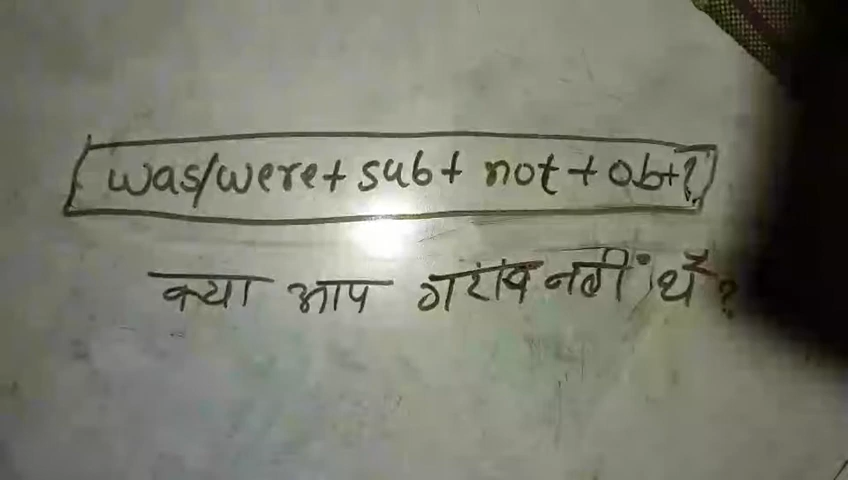 was/were+ sub+ not + ob+?
क्या आप गरीब नहीं थे ?